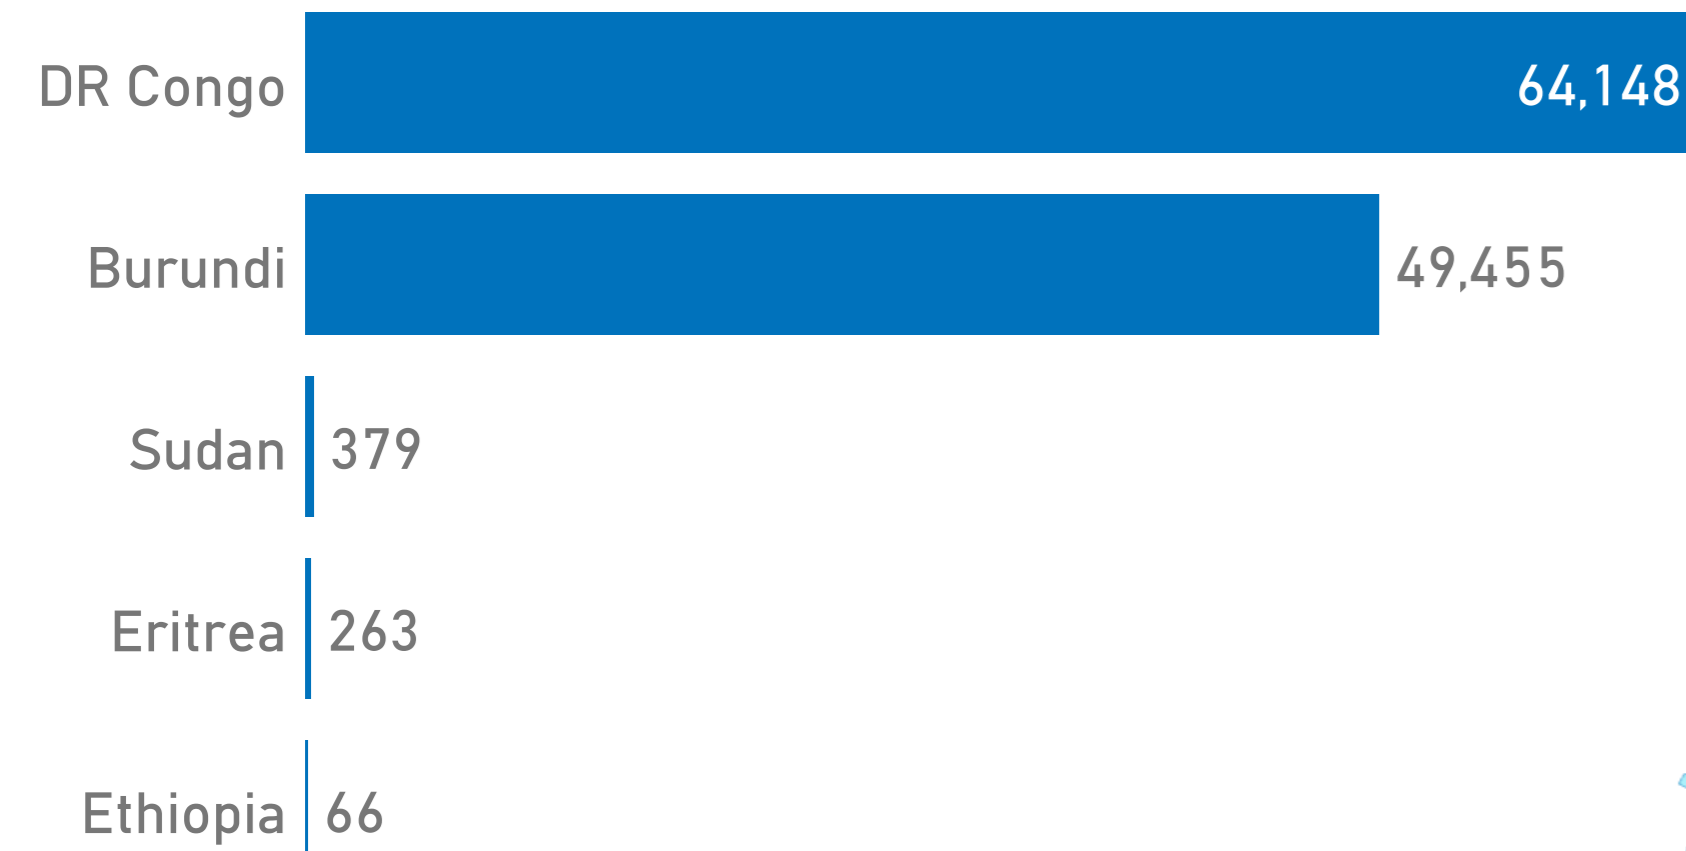 DR Congo 64,148
Burundi 49,455
Sudan 379
Eritrea 263
Ethiopia 66